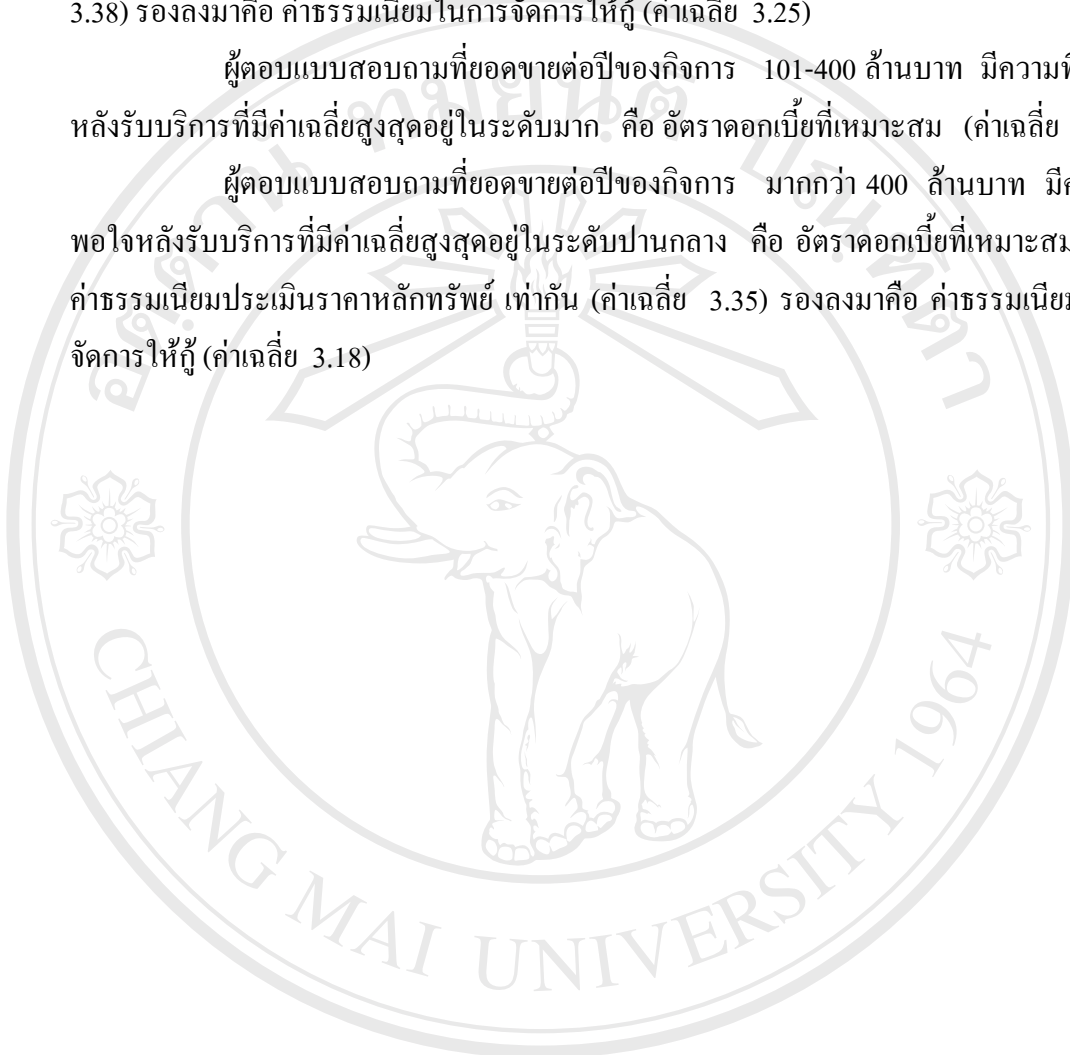 3.38) รองลงมาคือ ค่าธรรมเนียมในการจัดการให้กู้ (ค่าเฉลี่ย 3.25)
ผู้ตอบแบบสอบถามที่ยอดขายต่อปีของกิจการ 101-400 ล้านบาท มีความ
หลังรับบริการที่มีค่าเฉลี่ยสูงสุดอยู่ในระดับมาก คือ อัตราดอกเบี้ยที่เหมาะสม (ค่าเฉลี่ย
ผู้ตอบแบบสอบถามที่ยอดขายต่อปีของกิจการ มากกว่า 400 ล้านบาท
พอใจหลังรับบริการที่มีค่าเฉลี่ยสูงสุดอยู่ในระดับปานกลาง คือ อัตราดอกเบี้ยที่เหมาะสม
ค่าธรรมเนียมประเมินราคาหลักทรัพย์ เท่ากัน (ค่าเฉลี่ย 3.35) รองลงมาคือ ค่าธรรมเนียม
จัดการให้กู้ (ค่าเฉลี่ย 3.18)
อตฺตานํ ทมยนฺติ ปณฺฑิตา
CHIANG MAI UNIVERSITY 1964